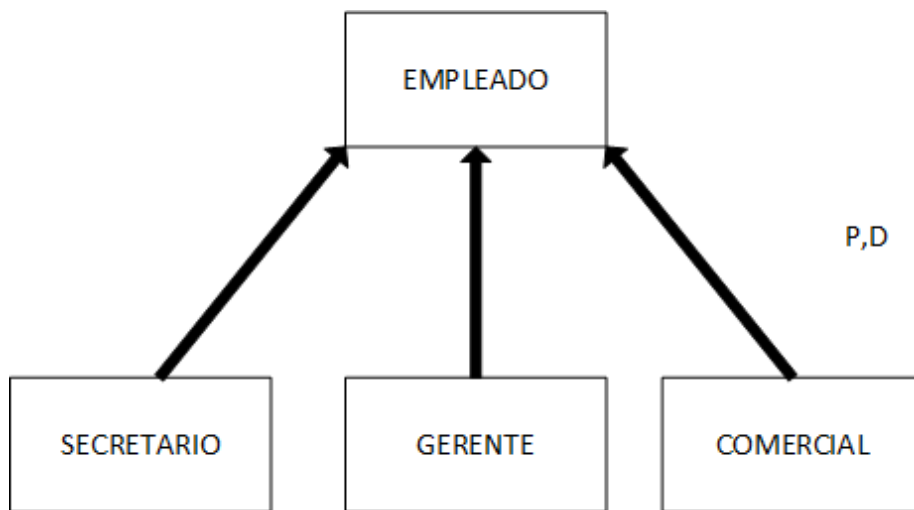 EMPLEADO
P,D
SECRETARIO
GERENTE
COMERCIAL